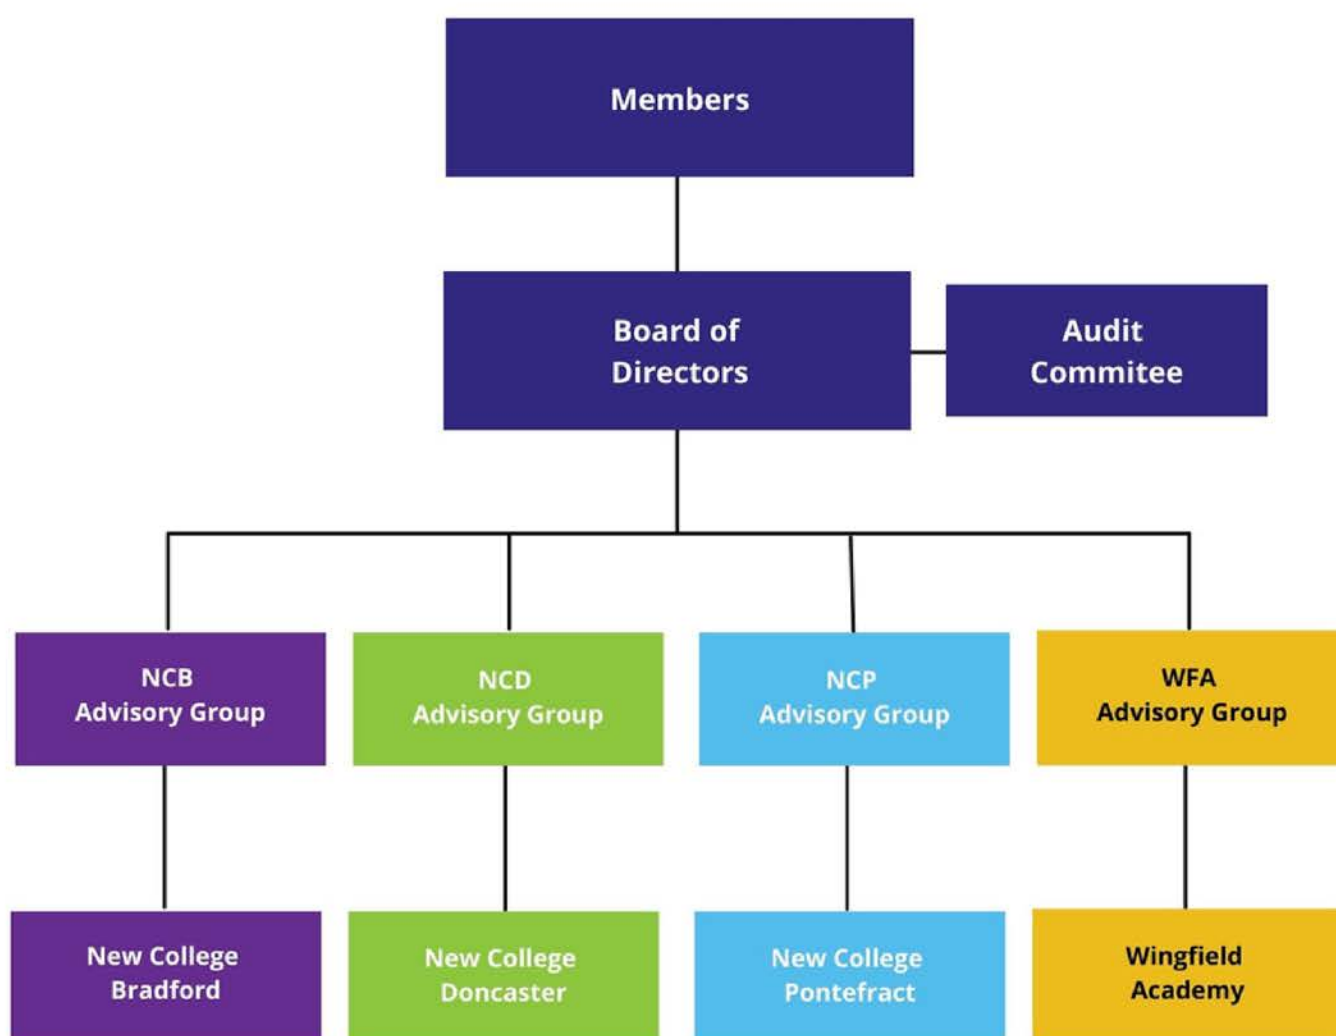 Members
Board of
Directors
Audit
Commitee
NCB
Advisory Group
NCD
Advisory Group
NCP
Advisory Group
WFA
Advisory Group
New College
Bradford
New College
Doncaster
New College
Pontefract
Wingfield
Academy